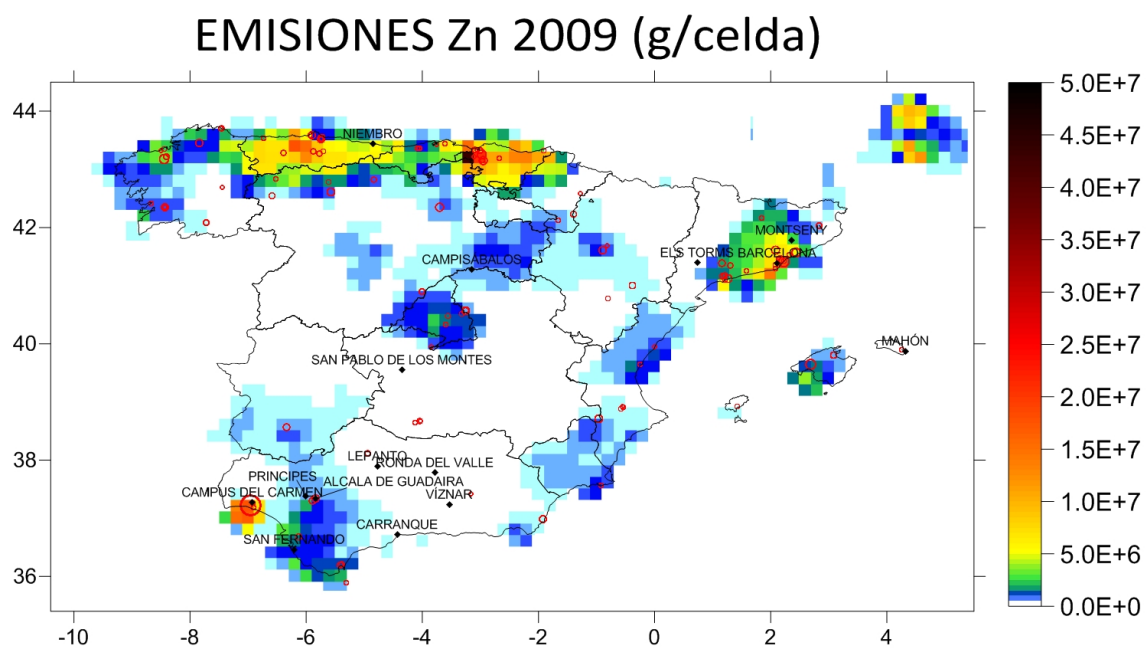 EMISIONES Zn 2009 (g/celda)
44
42
40
38
36
-10
-8
-6
-4
-2
0
2
4
NIEMBRO
MONTSENY
ELS TORMS BARCELONA
CAMPISABALOS
MAHÓN
SAN PABLO DE LOS MONTES
LEPANTO
RONDA DEL VALLE
PRINCIPES
ALCALA DE GUADAIRA
CAMPUS DEL CARMEN
VÍZNAR
CARRANQUE
SAN FERNANDO
5.0E+7
4.5E+7
4.0E+7
3.5E+7
3.0E+7
2.5E+7
2.0E+7
1.5E+7
1.0E+7
5.0E+6
0.0E+0